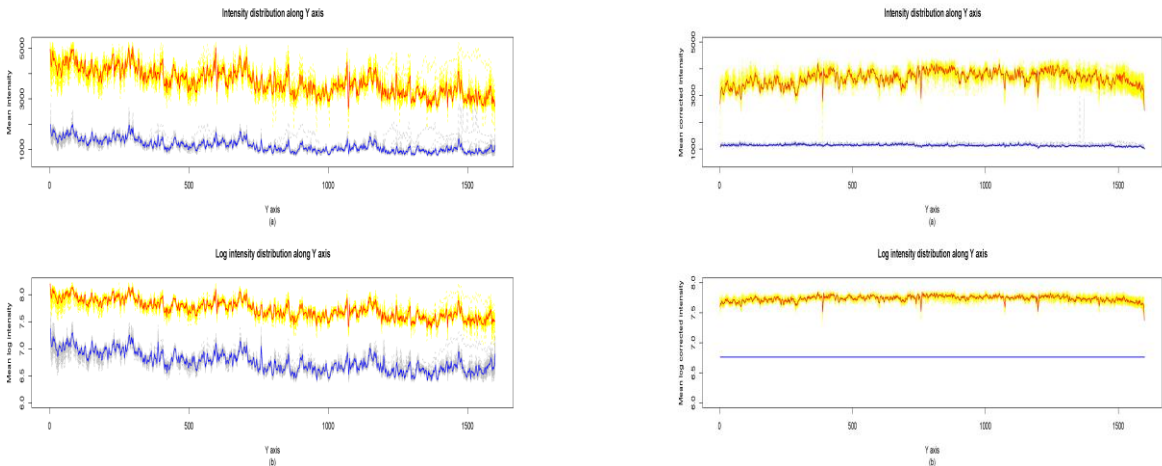 Intensity distribution along Y axis
Mean intensity
5000
3000
1000
0
500
1000
1500
Y axis
(a)
Log intensity distribution along Y axis
Mean log intensity
8.0
7.5
7.0
6.5
6.0
0
500
1000
1500
Y axis
(b)
Intensity distribution along Y axis
Mean corrected intensity
5000
3000
1000
0
500
1000
1500
Y axis
(a)
Log intensity distribution along Y axis
Mean log corrected intensity
8.0
7.5
7.0
6.5
6.0
0
500
1000
1500
Y axis
(b)